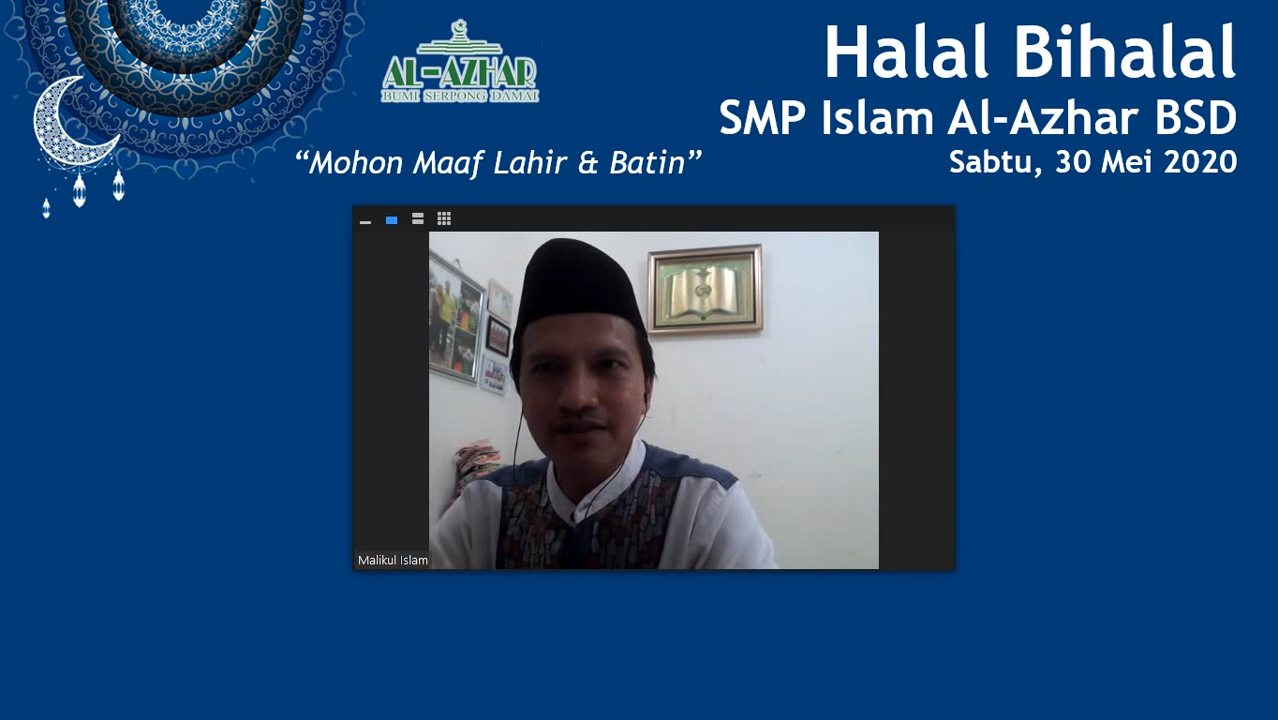 AL-AZHAR
BUMI SERPONG DAMAI
Halal Bihalal
SMP Islam Al-Azhar BSD
Sabtu, 30 Mei 2020
“Mohon Maaf Lahir & Batin”
Malikul Islam